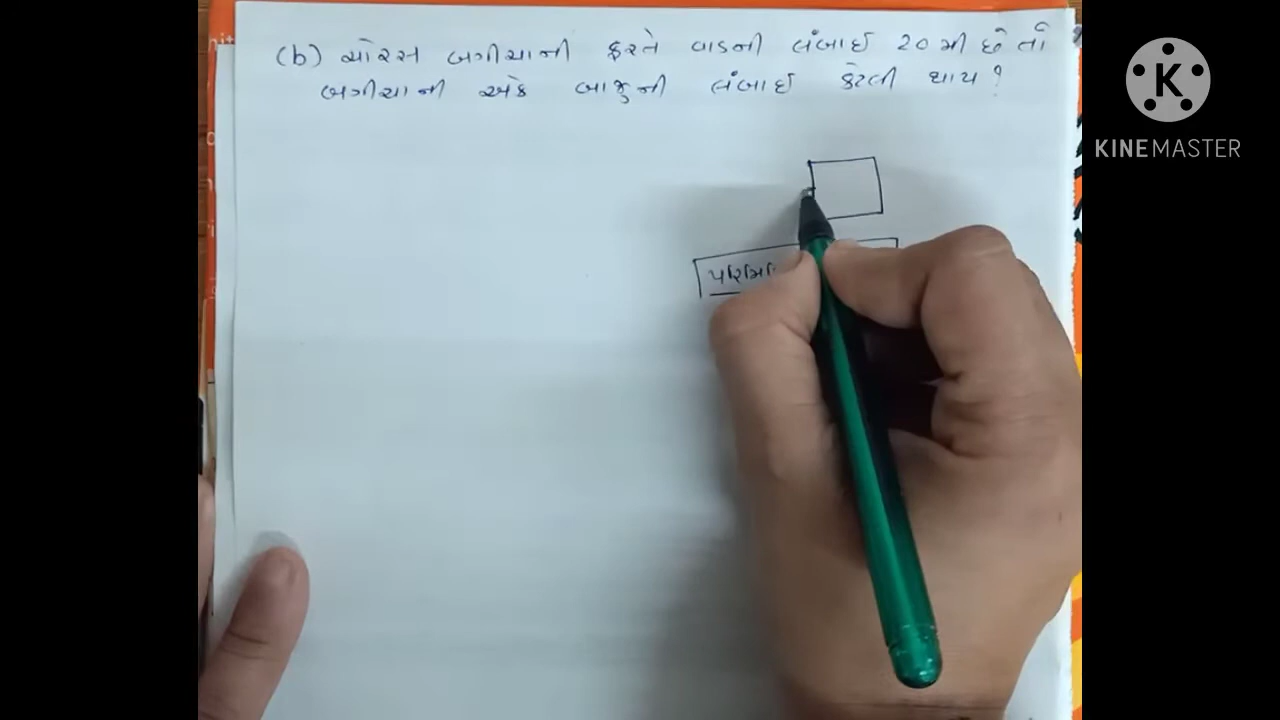 (b) ચોરસ બગીચાની ફરતે વાડની લંબાઈ 20 મી છે તો
બગીચાની એક બાજુની લંબાઈ કેટલી થાય?
K
KINEMASTER